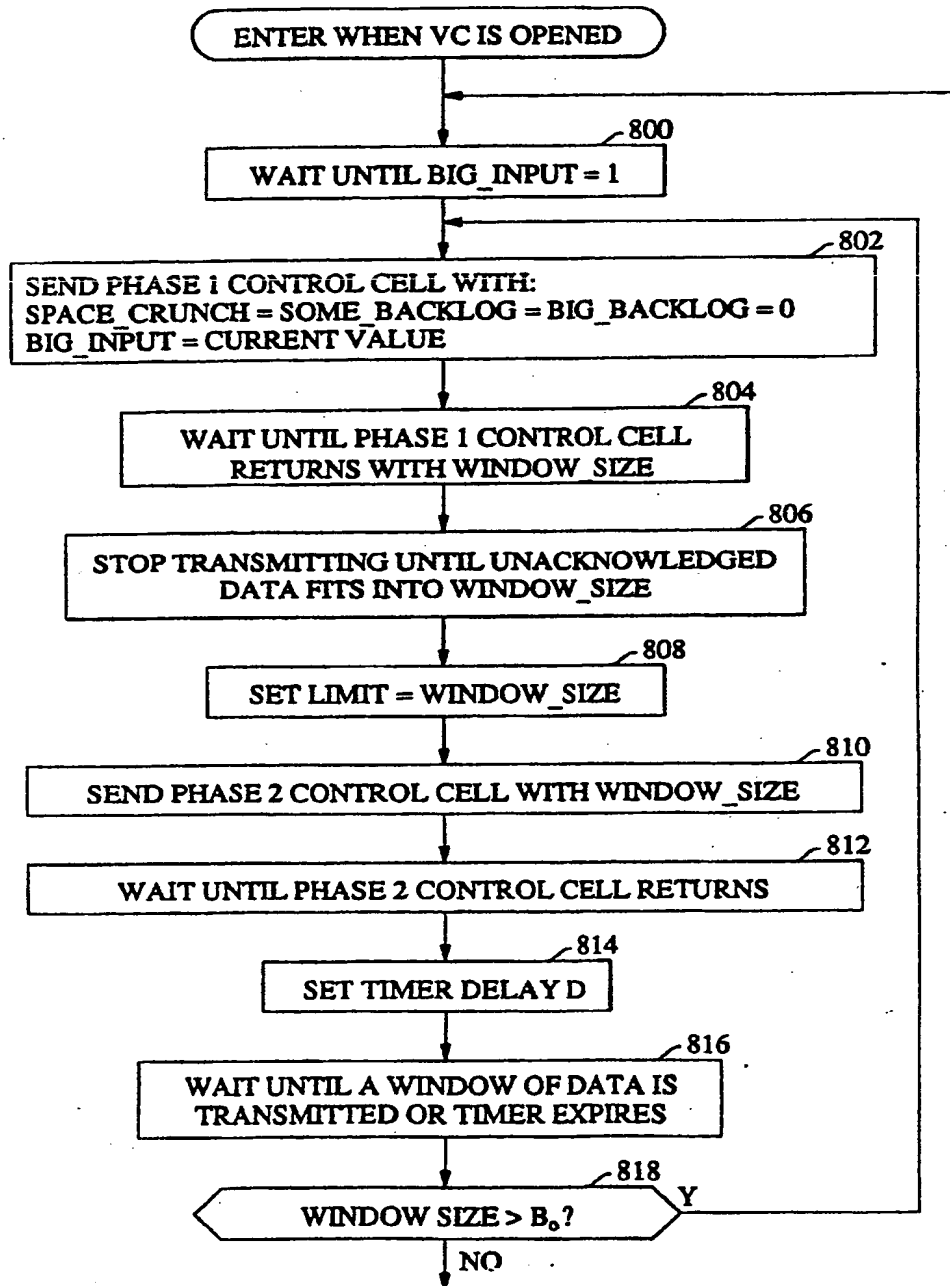 ENTER WHEN VC IS OPENED
800
WAIT UNTIL BIG_INPUT = 1
802
SEND PHASE 1 CONTROL CELL WITH:
SPACE_CRUNCH = SOME_BACKLOG = BIG_BACKLOG = 0
BIG_INPUT = CURRENT VALUE
804
WAIT UNTIL PHASE 1 CONTROL CELL
RETURNS WITH WINDOW_SIZE
806
STOP TRANSMITTING UNTIL UNACKNOWLEDGED
DATA FITS INTO WINDOW_SIZE
808
SET LIMIT = WINDOW_SIZE
810
SEND PHASE 2 CONTROL CELL WITH WINDOW_SIZE
812
WAIT UNTIL PHASE 2 CONTROL CELL RETURNS
814
SET TIMER DELAY D
816
WAIT UNTIL A WINDOW OF DATA IS
TRANSMITTED OR TIMER EXPIRES
818
WINDOW SIZE > B₀?
Y
NO